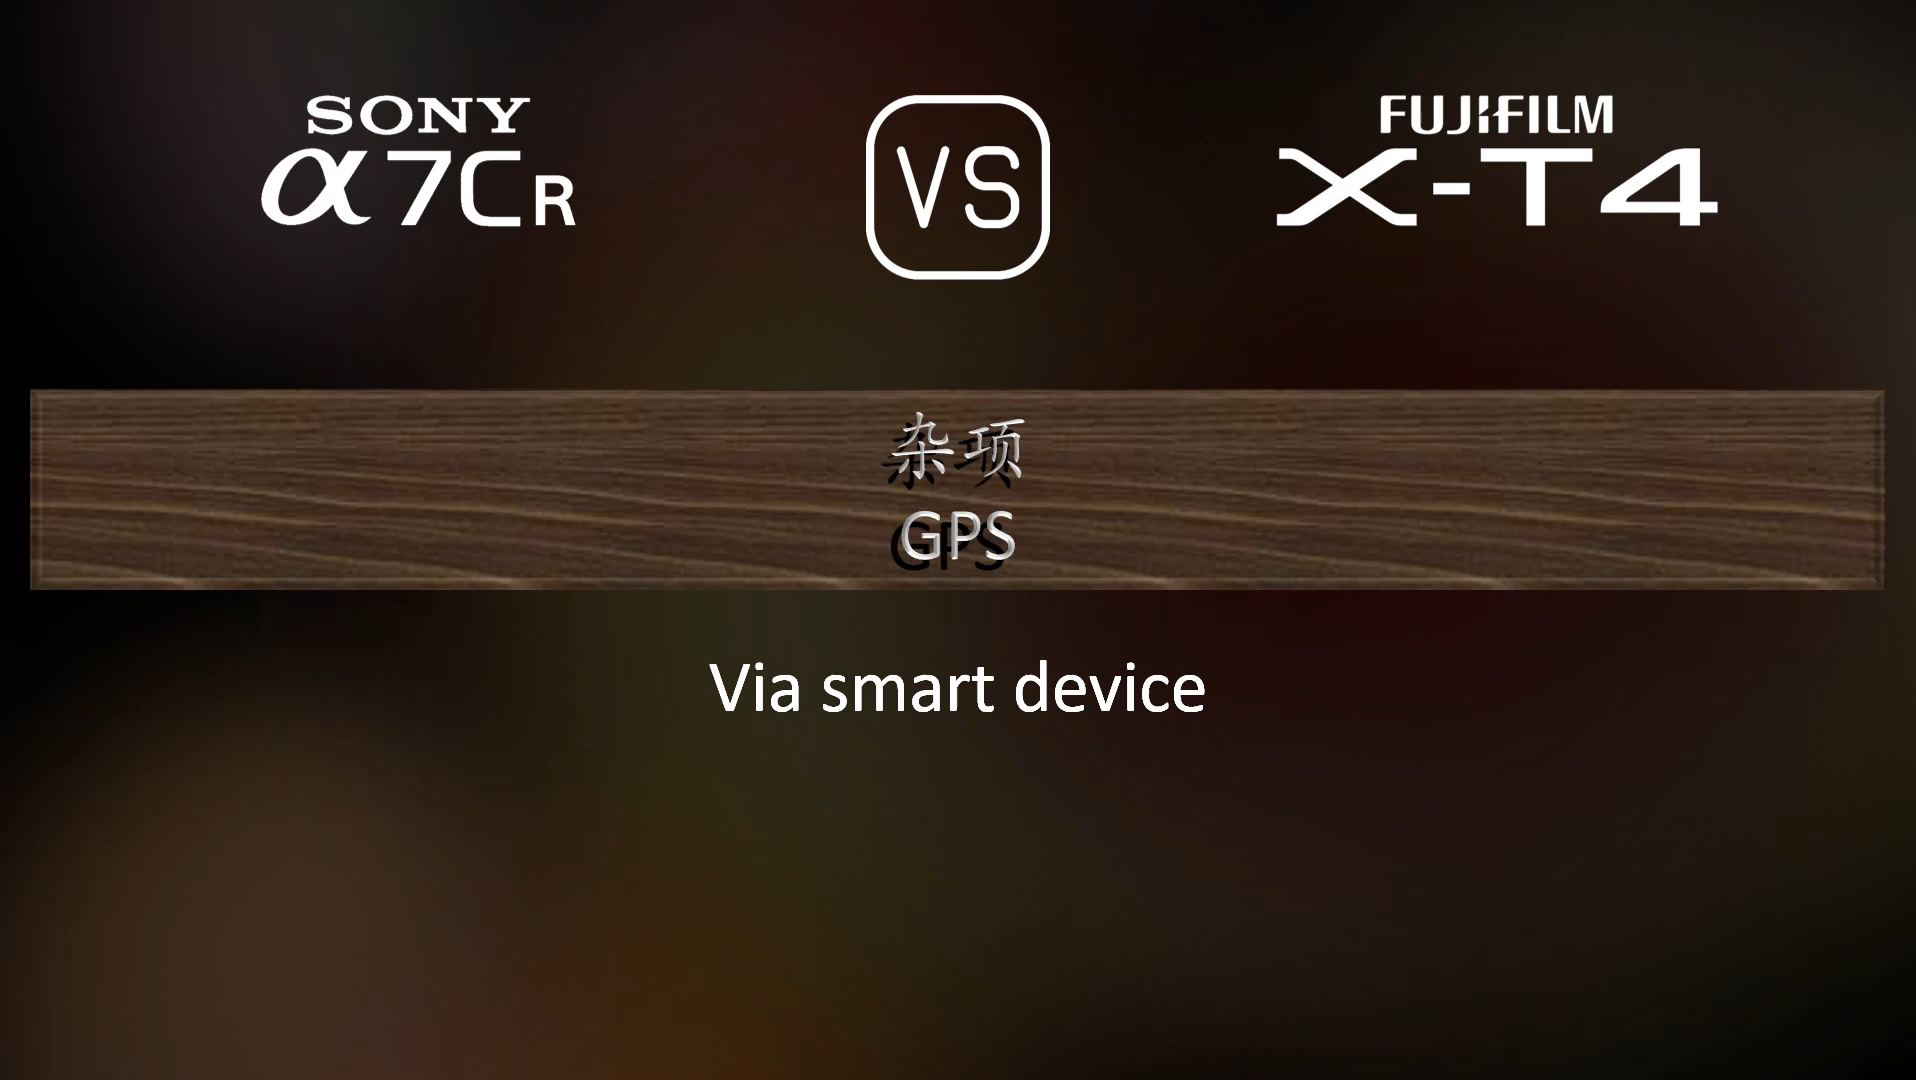 SONY
α7CR
VS
FUJIFILM
X-T4
杂项
GPS
Via smart device